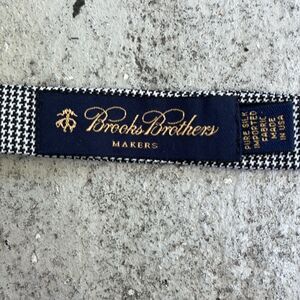 Brooks Brothers
MAKERS
PURE SILK
IMPORTED
FABRIC
MADE
IN USA